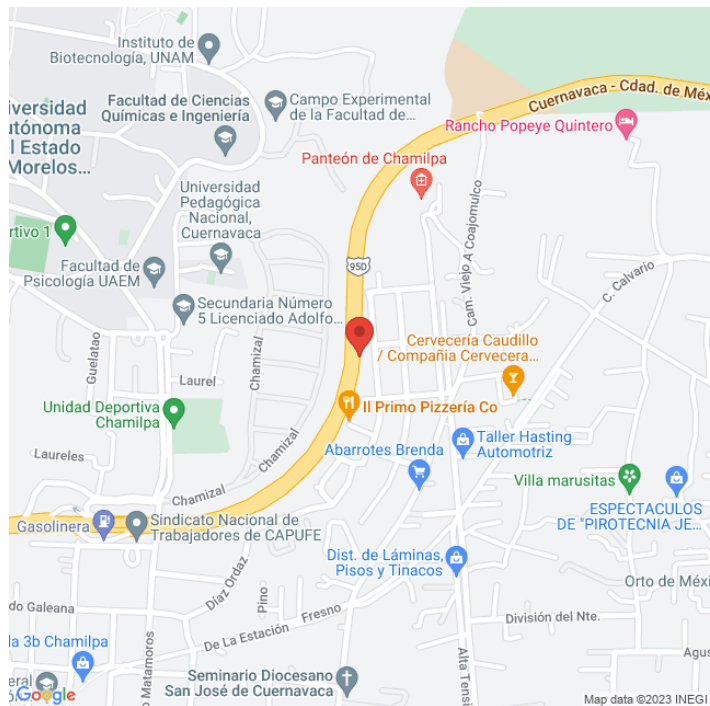 Instituto de
Biotecnología, UNAM
Facultad de Ciencias
Químicas e Ingeniería
Campo Experimental
de la Facultad de...
Cuernavaca - Cdad. de Méx
Rancho Popeye Quintero
iversidad
utónoma
l Estado
Morelos...
Panteón de Chamilpa
Universidad
Pedagógica
Nacional,
Cuernavaca
rtivo 1
Facultad de
Psicología UAEM
95D
Cam. Viejo A Coajomulco
C. Calvario
Secundaria Número
5 Licenciado Adolfo...
Guelatao
Laurel
Chamizal
Cervecería Caudillo
/ Compañia Cervecera...
Il Primo Pizzería Co
Unidad Deportiva
Chamilpa
Taller Hasting
Automotriz
Abarrotes Brenda
Laureles
Chamizal
Chamizal
Villa marusitas
Gasolinera
Sindicato Nacional de
Trabajadores de CAPUFE
ESPECTACULOS
DE "PIROTECNIA JE...
Alta Tensi
Dist. de Láminas,
Pisos y Tinacos
Díaz Ordaz
Pino
Orto de Méxi
do Galeana
Fresno
De La Estación
División del Nte.
la 3b Chamilpa
o Matamoros
Seminario Diocesano
San José de Cuernavaca
Agus
eral
Google
Map data ©2023 INEGI